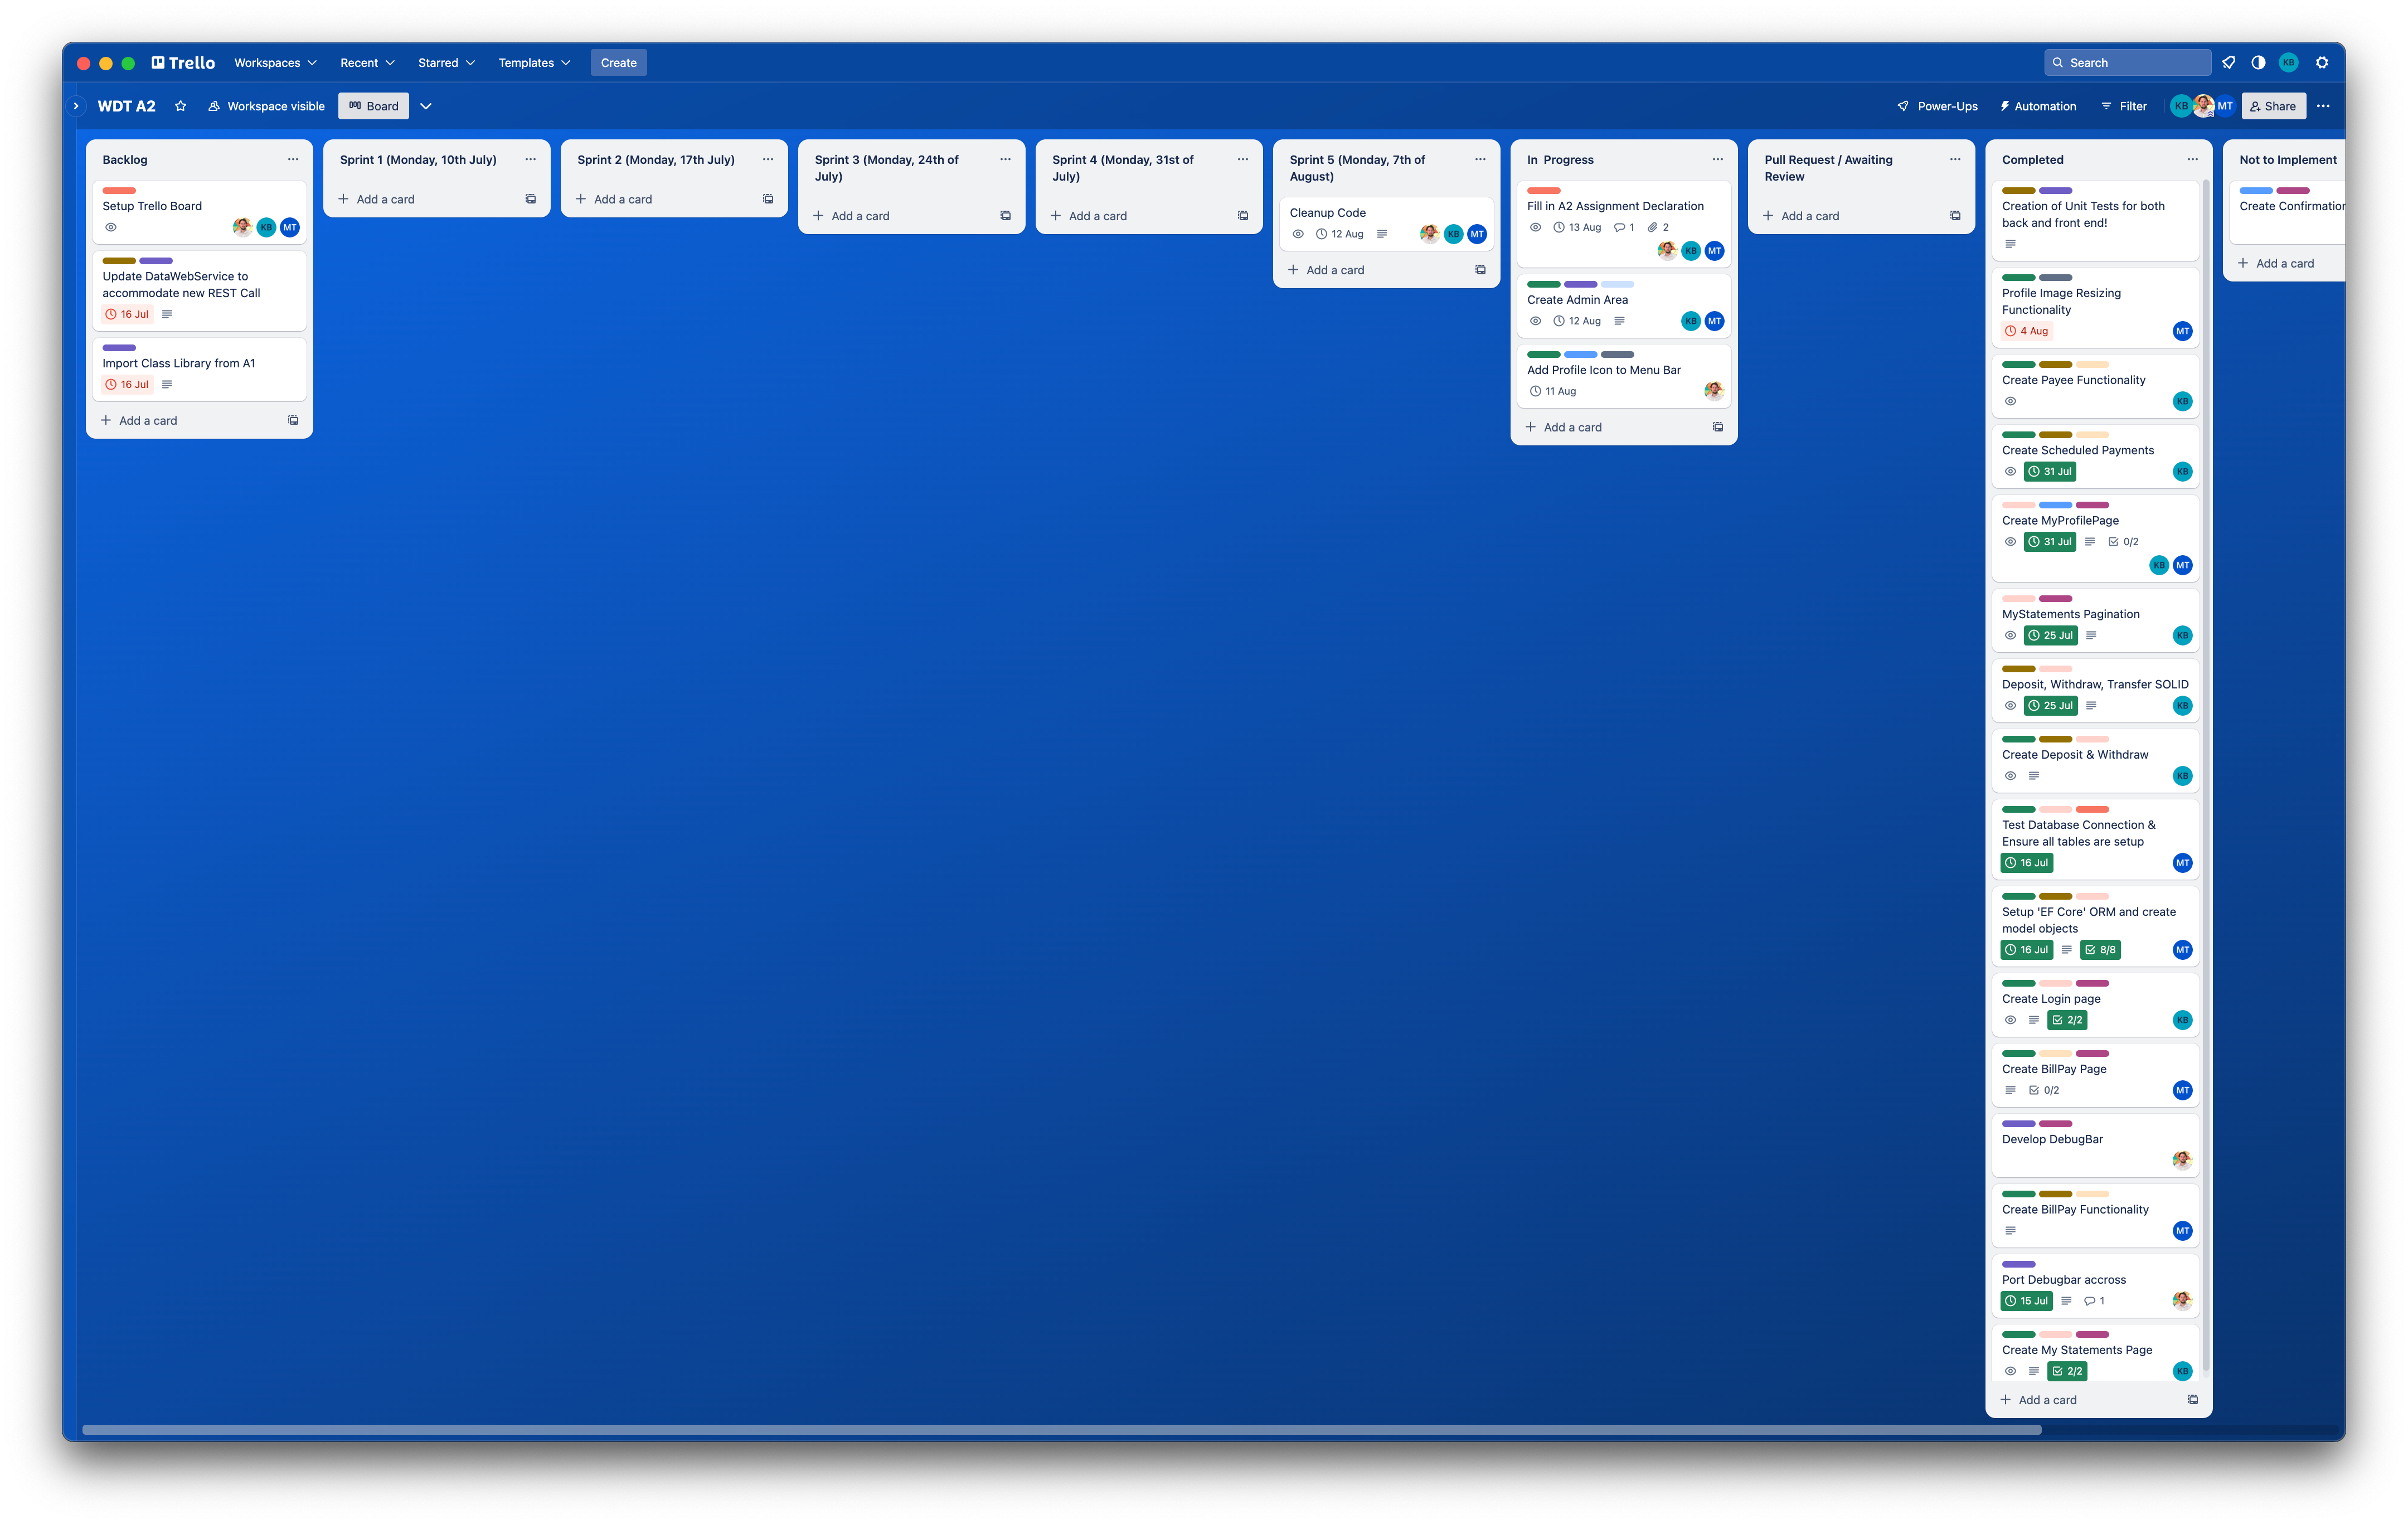 Trello
Workspaces
Recent
Starred
Templates
Create
Search
KB
WDT A2
Workspace visible
Board
Power-Ups
Automation
Filter
KB
MT
Share
Backlog
Setup Trello Board
KB
MT
Update DataWebService to
accommodate new REST Call
16 Jul
Import Class Library from A1
16 Jul
Add a card
Sprint 1 (Monday, 10th July)
Add a card
Sprint 2 (Monday, 17th July)
Add a card
Sprint 3 (Monday, 24th of
July)
Add a card
Sprint 4 (Monday, 31st of
July)
Add a card
Sprint 5 (Monday, 7th of
August)
Cleanup Code
12 Aug
KB
MT
Add a card
In Progress
Fill in A2 Assignment Declaration
13 Aug
1
2
KB
MT
Create Admin Area
12 Aug
KB
MT
Add Profile Icon to Menu Bar
11 Aug
Add a card
Pull Request / Awaiting
Review
Add a card
Completed
Creation of Unit Tests for both
back and front end!
Profile Image Resizing
Functionality
4 Aug
MT
Create Payee Functionality
KB
Create Scheduled Payments
31 Jul
KB
Create MyProfilePage
31 Jul
0/2
KB
MT
MyStatements Pagination
25 Jul
KB
Deposit, Withdraw, Transfer SOLID
25 Jul
KB
Create Deposit & Withdraw
KB
Test Database Connection &
Ensure all tables are setup
16 Jul
MT
Setup 'EF Core' ORM and create
model objects
16 Jul
8/8
MT
Create Login page
2/2
KB
Create BillPay Page
0/2
MT
Develop DebugBar
Create BillPay Functionality
MT
Port Debugbar accross
15 Jul
1
Create My Statements Page
2/2
KB
Add a card
Not to Implement
Create Confirmation
Add a card